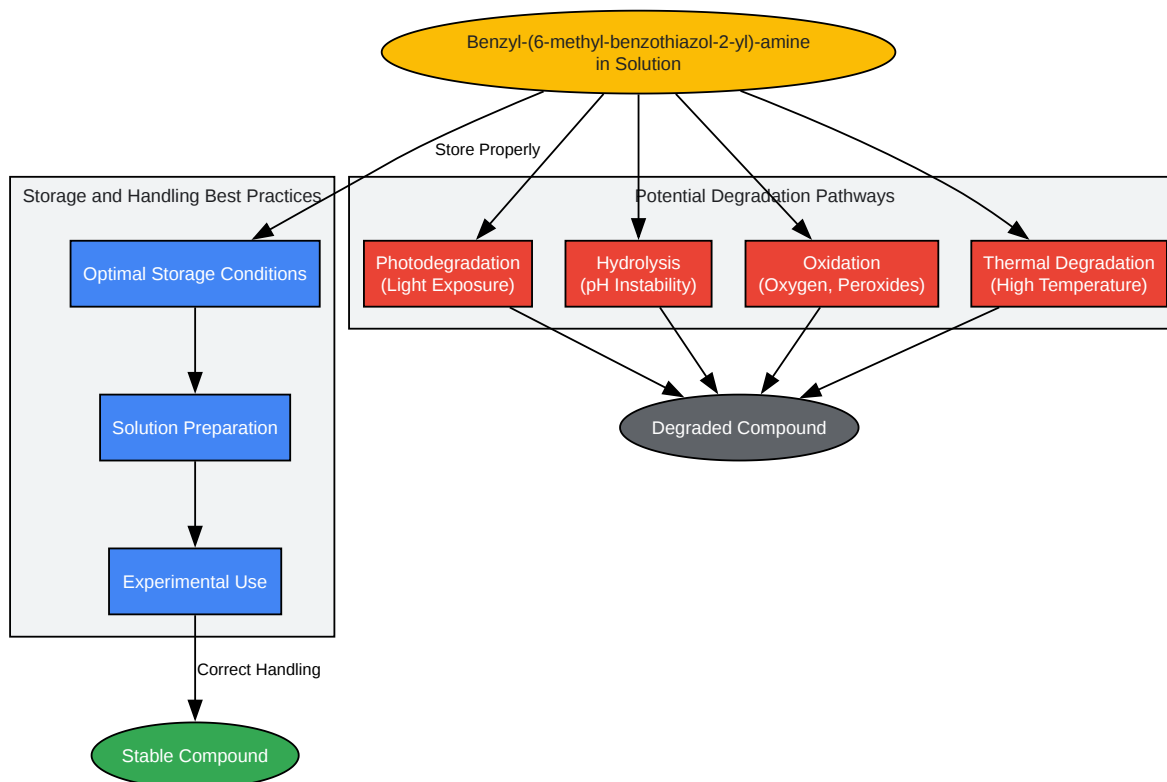 Benzyl-(6-methyl-benzothiazol-2-yl)-amine
in Solution
Store Properly
Storage and Handling Best Practices
Potential Degradation Pathways
Optimal Storage Conditions
Photodegradation
(Light Exposure)
Hydrolysis
(pH Instability)
Oxidation
(Oxygen, Peroxides)
Thermal Degradation
(High Temperature)
Solution Preparation
Degraded Compound
Experimental Use
Correct Handling
Stable Compound